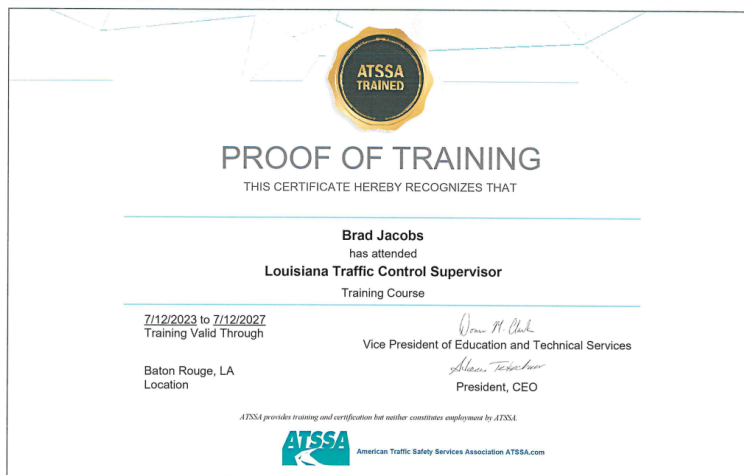 ATSSA
TRAINED
PROOF OF TRAINING
THIS CERTIFICATE HEREBY RECOGNIZES THAT
Brad Jacobs
has attended
Louisiana Traffic Control Supervisor
Training Course
7/12/2023 to 7/12/2027
Training Valid Through
Vice President of Education and Technical Services
Baton Rouge, LA
Location
President, CEO
ATSSA provides training and certification but neither constitutes employment by ATSSA.
ATSSA
American Traffic Safety Services Association ATSSA.com